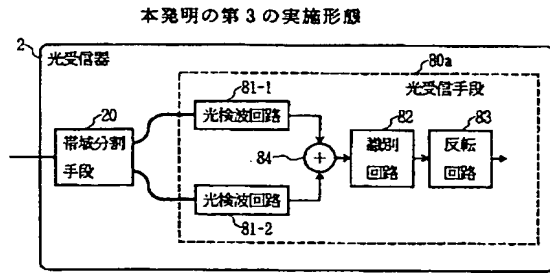 本発明の第3の実施形態
2
光受信器
80a
光受信手段
81-1
光検波回路
20
帯域分割
手段
84
+
82
識別
回路
83
反転
回路
光検波回路
81-2